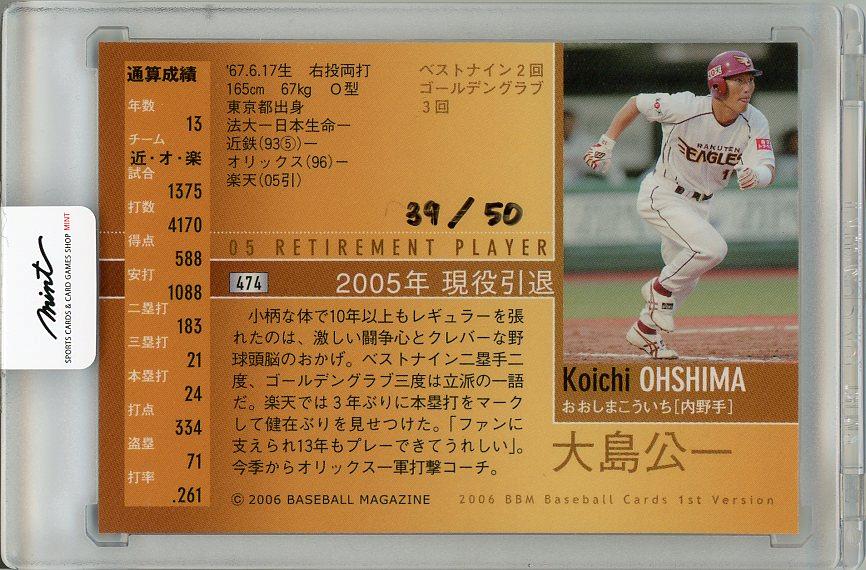 通算成績
年数
13
チーム
近・オ・楽
試合
1375
打数
4170
得点
588
安打
1088
二塁打
183
三塁打
21
本塁打
24
打点
334
盗塁
71
打率
.261
'67.6.17生 右投両打
165cm 67kg O型
東京都出身
法大ー日本生命ー
近鉄(93⑤)ー
オリックス(96)ー
楽天(05引)
ベストナイン2回
ゴールデングラブ
3回
39/50
05 RETIREMENT PLAYER
474
2005年 現役引退
小柄な体で10年以上もレギュラーを張
れたのは、激しい闘争心とクレバーな野
球頭脳のおかげ。ベストナイン二塁手二
度、ゴールデングラブ三度は立派の一語
だ。楽天では3年ぶりに本塁打をマーク
して健在ぶりを見せつけた。「ファンに
支えられ13年もプレーできてうれしい」。
今季からオリックス一軍打撃コーチ。
© 2006 BASEBALL MAGAZINE
2006 BBM Baseball Cards 1st Version
RAKUTEN
EAGLES
Koichi OHSHIMA
おおしまこういち[内野手]
大島公一
mint
SPORTS CARDS & CARD GAMES SHOP MINT